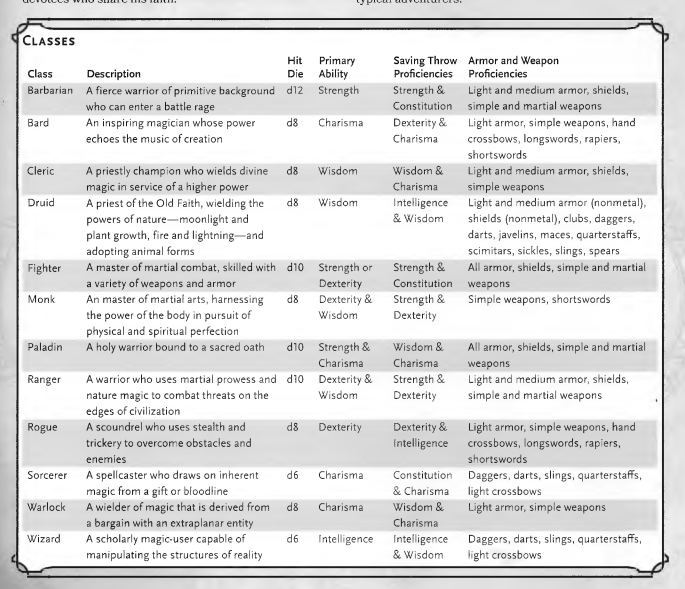 devotees who share his faith.
typical adventurers.
CLASSES
Hit Primary Saving Throw Armor and Weapon
Class Description Die Ability Proficiencies Proficiencies
Barbarian A fierce warrior of primitive background d12 Strength Strength & Light and medium armor, shields,
who can enter a battle rage Constitution simple and martial weapons
Bard An inspiring magician whose power d8 Charisma Dexterity & Light armor, simple weapons, hand
echoes the music of creation Charisma crossbows, longswords, rapiers,
shortswords
Cleric A priestly champion who wields divine d8 Wisdom Wisdom & Light and medium armor, shields,
magic in service of a higher power Charisma simple weapons
Druid A priest of the Old Faith, wielding the d8 Wisdom Intelligence Light and medium armor (nonmetal),
powers of nature—moonlight and & Wisdom shields (nonmetal), clubs, daggers,
plant growth, fire and lightning—and darts, javelins, maces, quarterstaffs,
adopting animal forms scimitars, sickles, slings, spears
Fighter A master of martial combat, skilled with d10 Strength or Strength & All armor, shields, simple and martial
a variety of weapons and armor Dexterity Constitution weapons
Monk An master of martial arts, harnessing d8 Dexterity & Strength & Simple weapons, shortswords
the power of the body in pursuit of Wisdom Dexterity
physical and spiritual perfection
Paladin A holy warrior bound to a sacred oath d10 Strength & Wisdom & All armor, shields, simple and martial
Charisma Charisma weapons
Ranger A warrior who uses martial prowess and d10 Dexterity & Strength & Light and medium armor, shields,
nature magic to combat threats on the Wisdom Dexterity simple and martial weapons
edges of civilization
Rogue A scoundrel who uses stealth and d8 Dexterity Dexterity & Light armor, simple weapons, hand
trickery to overcome obstacles and Intelligence crossbows, longswords, rapiers,
enemies shortswords
Sorcerer A spellcaster who draws on inherent d6 Charisma Constitution Daggers, darts, slings, quarterstaffs,
magic from a gift or bloodline & Charisma light crossbows
Warlock A wielder of magic that is derived from d8 Charisma Wisdom & Light armor, simple weapons
a bargain with an extraplanar entity Charisma
Wizard A scholarly magic-user capable of d6 Intelligence Intelligence Daggers, darts, slings, quarterstaffs,
manipulating the structures of reality & Wisdom light crossbows